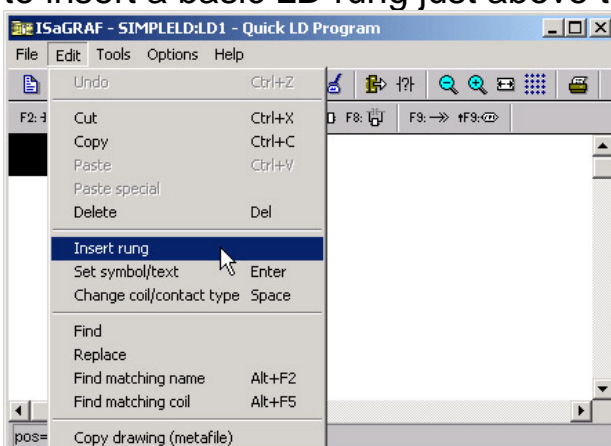 to insert a basic LD rung just above t
ISaGRAF - SIMPLELD:LD1 - Quick LD Program
File Edit Tools Options Help
Undo Ctrl+Z
F2: F8: F9: ↑F9:
Cut Ctrl+X
Copy Ctrl+C
Paste Ctrl+V
Paste special
Delete Del
Insert rung
Set symbol/text Enter
Change coil/contact type Space
Find
Replace
Find matching name Alt+F2
Find matching coil Alt+F5
pos= Copy drawing (metafile)